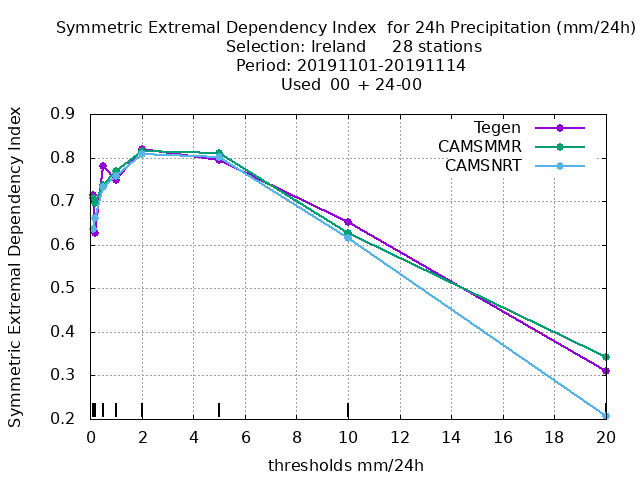 Symmetric Extremal Dependency Index  for 24h Precipitation (mm/24h)
Selection: Ireland     28 stations
Period: 20191101-20191114
Used  00 + 24-00
Symmetric Extremal Dependency Index
0.9
0.8
0.7
0.6
0.5
0.4
0.3
0.2
Tegen
CAMSMMR
CAMSNRT
0 2 4 6 8 10 12 14 16 18 20
thresholds mm/24h